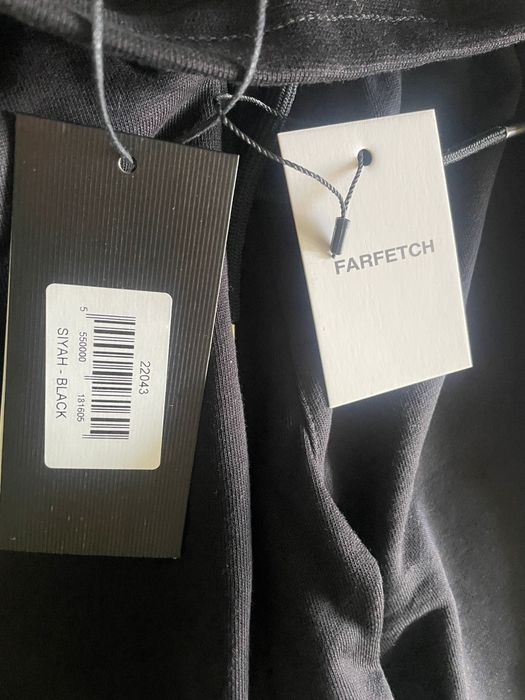 22043
5 550000 181605
SIYAH - BLACK
FARFETCH